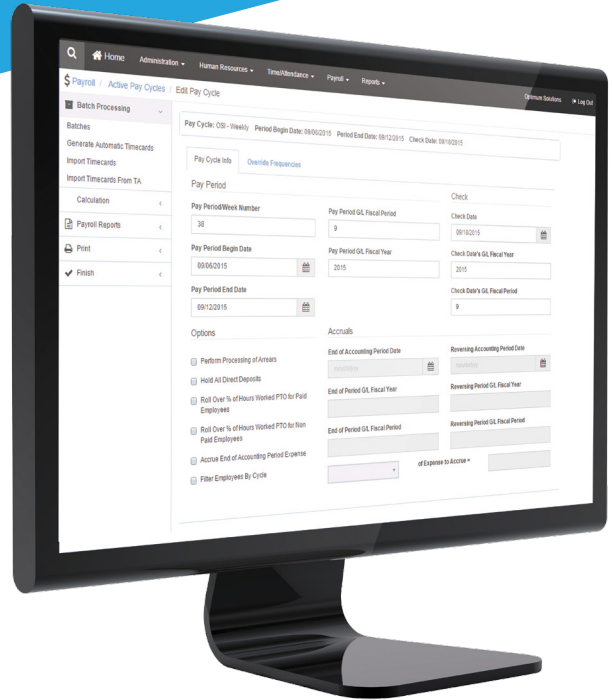 Home
Administration
Human Resources
Time/Attendance
Payroll
Reports
Optimum Solutions
Log Out
$ Payroll / Active Pay Cycles / Edit Pay Cycle
Batch Processing
Batches
Generate Automatic Timecards
Import Timecards
Import Timecards From TA
Calculation
Payroll Reports
Print
Finish
Pay Cycle: OSI - Weekly Period Begin Date: 09/06/2015 Period End Date: 09/12/2015 Check Date: 09/18/2015
Pay Cycle Info
Override Frequencies
Pay Period
Pay Period/Week Number
38
Pay Period G/L Fiscal Period
9
Pay Period Begin Date
09/06/2015
Pay Period G/L Fiscal Year
2015
Pay Period End Date
09/12/2015
Check
Check Date
09/18/2015
Check Date's G/L Fiscal Year
2015
Check Date's G/L Fiscal Period
9
Options
Perform Processing of Arrears
Hold All Direct Deposits
Roll Over % of Hours Worked PTO for Paid
Employees
Roll Over % of Hours Worked PTO for Non
Paid Employees
Accrue End of Accounting Period Expense
Filter Employees By Cycle
Accruals
End of Accounting Period Date
Reversing Accounting Period Date
End of Period G/L Fiscal Year
Reversing Period G/L Fiscal Year
End of Period G/L Fiscal Period
Reversing Period G/L Fiscal Period
of Expense to Accrue =